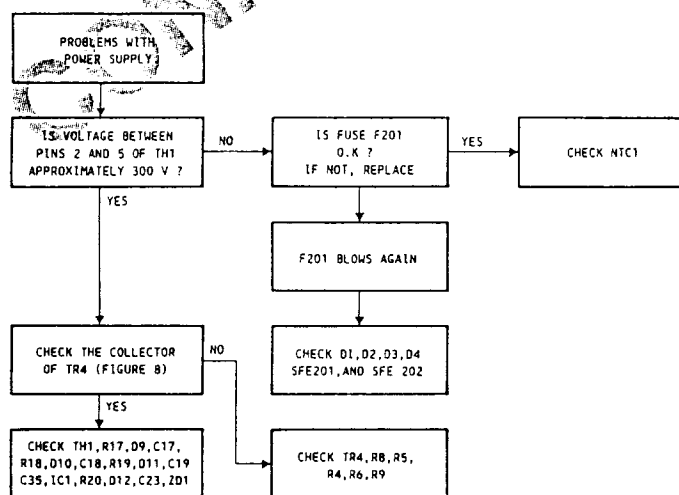 PROBLEMS WITH
POWER SUPPLY
IS VOLTAGE BETWEEN
PINS 2 AND 5 OF TH1
APPROXIMATELY 300 V ?
NO
IS FUSE F201
O.K ?
IF NOT, REPLACE
YES
CHECK NTC1
YES
F201 BLOWS AGAIN
CHECK THE COLLECTOR
OF TR4 (FIGURE 8)
NO
CHECK D1,D2,D3,D4
SFE201,AND SFE 202
YES
CHECK TH1,R17,D9,C17,
R18,D10,C18,R19,D11,C19
C35,IC1,R20,D12,C23,ZD1
CHECK TR4,R8,R5,
R4,R6,R9